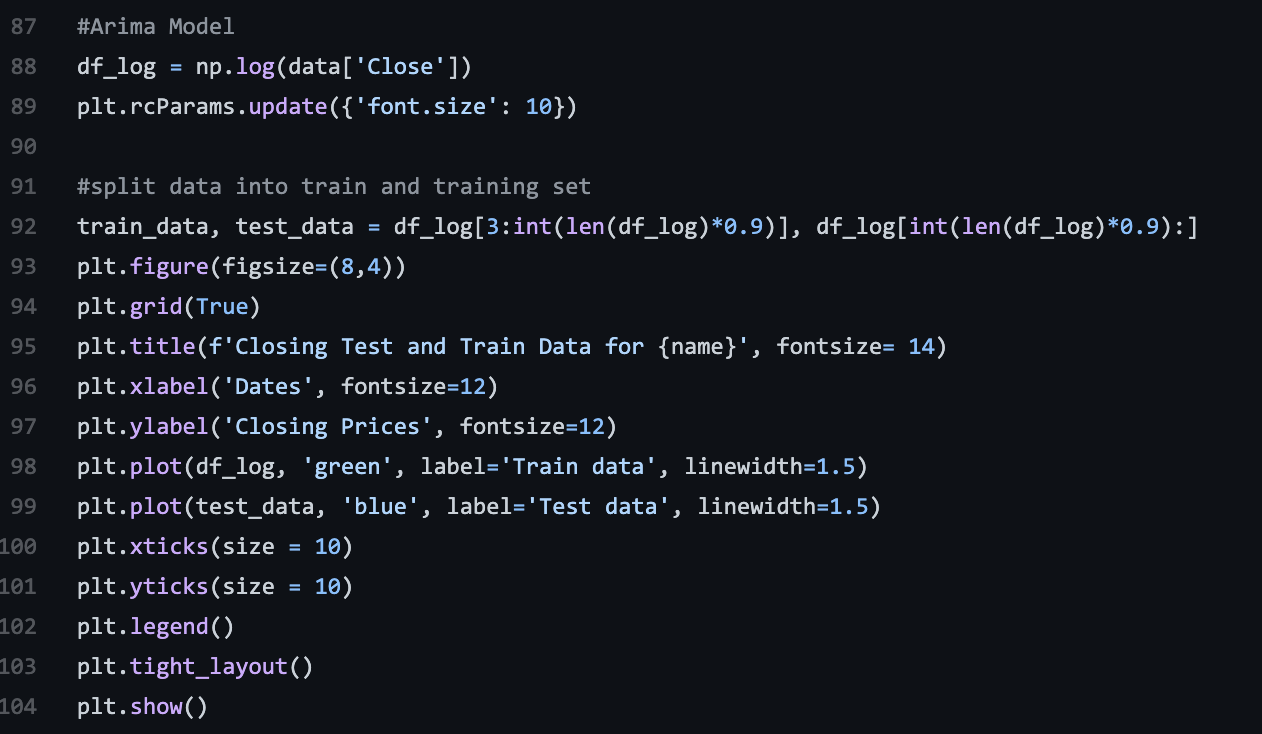 87 #Arima Model
88 df_log = np.log(data['Close'])
89 plt.rcParams.update({'font.size': 10})
90
91 #split data into train and training set
92 train_data, test_data = df_log[3:int(len(df_log)*0.9)], df_log[int(len(df_log)*0.9):]
93 plt.figure(figsize=(8,4))
94 plt.grid(True)
95 plt.title(f'Closing Test and Train Data for {name}', fontsize= 14)
96 plt.xlabel('Dates', fontsize=12)
97 plt.ylabel('Closing Prices', fontsize=12)
98 plt.plot(df_log, 'green', label='Train data', linewidth=1.5)
99 plt.plot(test_data, 'blue', label='Test data', linewidth=1.5)
100 plt.xticks(size = 10)
101 plt.yticks(size = 10)
102 plt.legend()
103 plt.tight_layout()
104 plt.show()